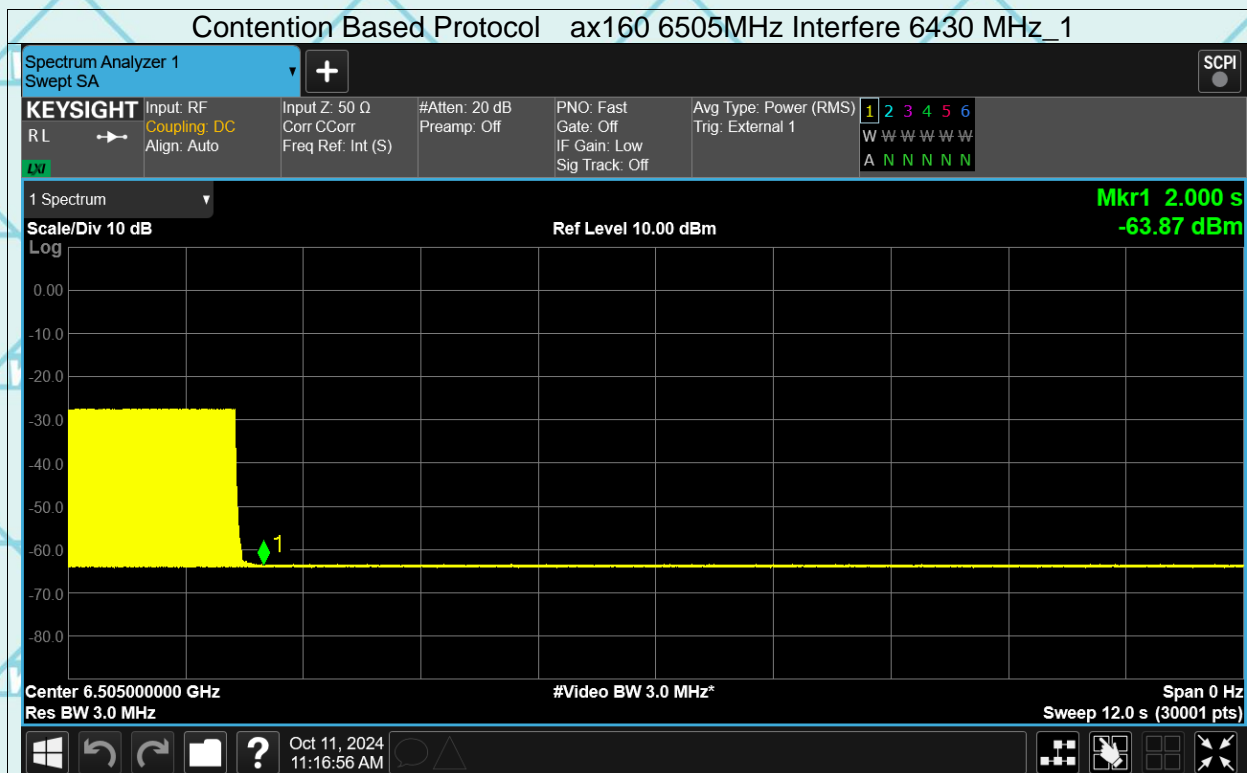 Contention Based Protocol ax160 6505MHz Interfere 6430 MHz_1
Spectrum Analyzer 1
Swept SA
+
SCPI
KEYSIGHT
RL
LXI
Input: RF
Coupling: DC
Align: Auto
Input Z: 50 Ω
Corr CCorr
Freq Ref: Int (S)
#Atten: 20 dB
Preamp: Off
PNO: Fast
Gate: Off
IF Gain: Low
Sig Track: Off
Avg Type: Power (RMS)
Trig: External 1
1 2 3 4 5 6
W W W W W W
A N N N N N
1 Spectrum
Mkr1 2.000 s
-63.87 dBm
Scale/Div 10 dB
Ref Level 10.00 dBm
Log
0.00
-10.0
-20.0
-30.0
-40.0
-50.0
-60.0
-70.0
-80.0
1
Center 6.505000000 GHz
#Video BW 3.0 MHz*
Span 0 Hz
Res BW 3.0 MHz
Sweep 12.0 s (30001 pts)
?
Oct 11, 2024
11:16:56 AM